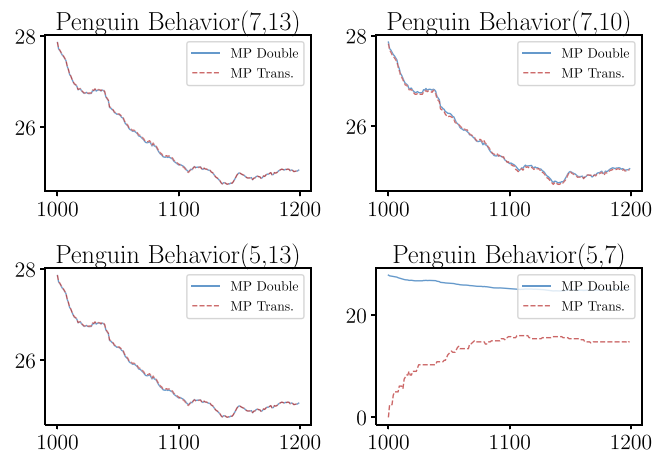 Penguin Behavior(7,13)
28
26
MP Double
MP Trans.
1000 1100 1200
Penguin Behavior(7,10)
28
26
MP Double
MP Trans.
1000 1100 1200
Penguin Behavior(5,13)
28
26
MP Double
MP Trans.
1000 1100 1200
Penguin Behavior(5,7)
20
0
MP Double
MP Trans.
1000 1100 1200